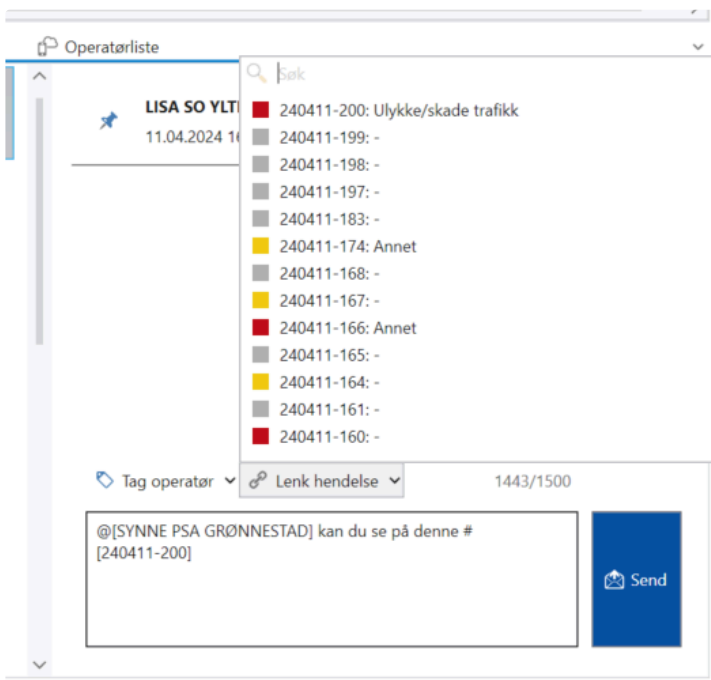 Operatørliste
Søk
LISA SO YLT
11.04.2024 1
240411-200: Ulykke/skade trafikk
240411-199: -
240411-198: -
240411-197: -
240411-183: -
240411-174: Annet
240411-168: -
240411-167: -
240411-166: Annet
240411-165: -
240411-164: -
240411-161: -
240411-160: -
Tag operatør
Lenk hendelse
1443/1500
@[SYNNE PSA GRØNNESTAD] kan du se på denne #
[240411-200]
Send